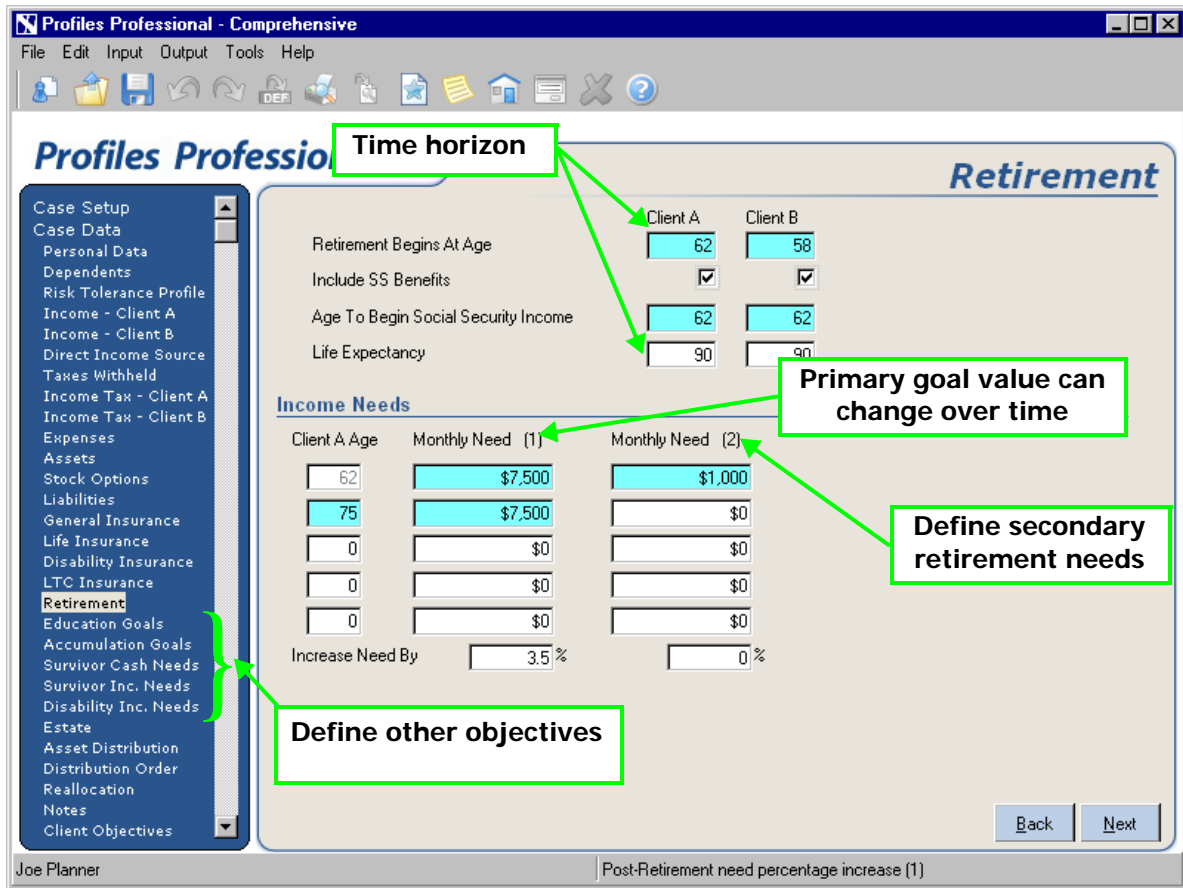 Profiles Professional - Comprehensive
File Edit Input Output Tools Help
DEF
Profiles Profession
Time horizon
Retirement
Case Setup
Case Data
Personal Data
Dependents
Risk Tolerance Profile
Income - Client A
Income - Client B
Direct Income Source
Taxes Withheld
Income Tax - Client A
Income Tax - Client B
Expenses
Assets
Stock Options
Liabilities
General Insurance
Life Insurance
Disability Insurance
LTC Insurance
Retirement
Education Goals
Accumulation Goals
Survivor Cash Needs
Survivor Inc. Needs
Disability Inc. Needs
Estate
Asset Distribution
Distribution Order
Reallocation
Notes
Client Objectives
Client A Client B
Retirement Begins At Age 62 58
Include SS Benefits
Age To Begin Social Security Income 62 62
Life Expectancy 90 90
Primary goal value can
change over time
Income Needs
Client A Age Monthly Need (1) Monthly Need (2)
62 $7,500 $1,000
75 $7,500 $0
0 $0 $0
0 $0 $0
0 $0 $0
Increase Need By 3.5 % 0 %
Define secondary
retirement needs
Define other objectives
Back Next
Joe Planner Post-Retirement need percentage increase (1)